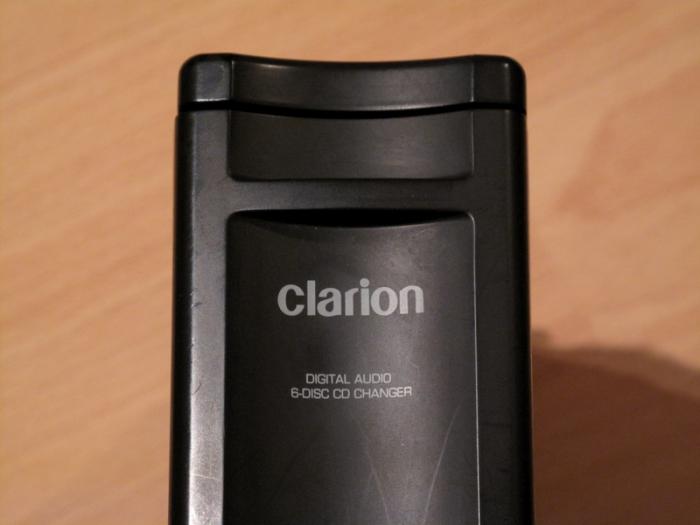 clarion
DIGITAL AUDIO
6-DISC CD CHANGER